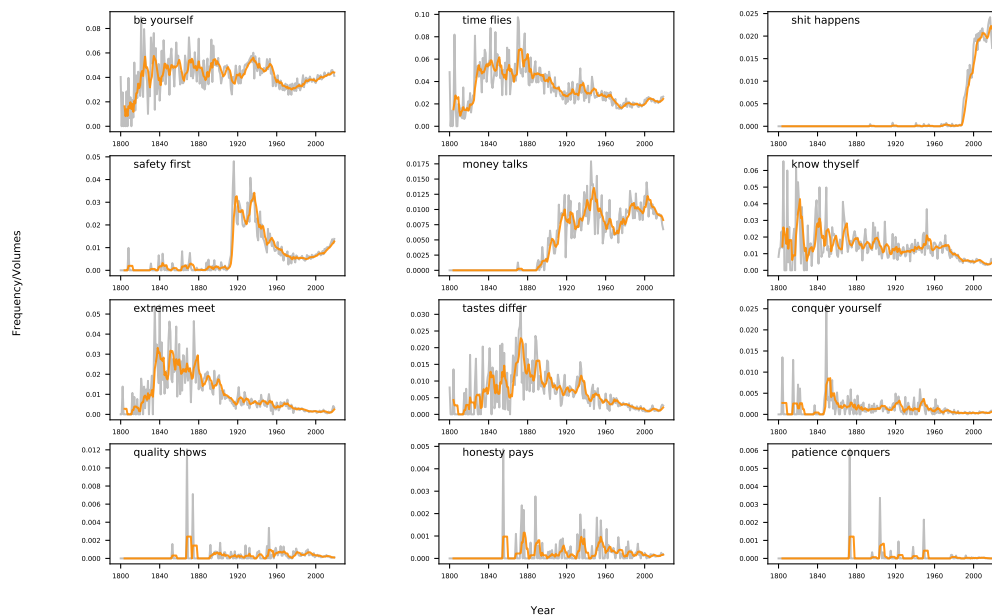 be yourself
0.08
0.06
0.04
0.02
0.00
1800 1840 1880 1920 1960 2000
time flies
0.10
0.08
0.06
0.04
0.02
0.00
1800 1840 1880 1920 1960 2000
shit happens
0.025
0.020
0.015
0.010
0.005
0.000
1800 1840 1880 1920 1960 2000
safety first
0.05
0.04
0.03
0.02
0.01
0.00
1800 1840 1880 1920 1960 2000
money talks
0.0175
0.0150
0.0125
0.0100
0.0075
0.0050
0.0025
0.0000
1800 1840 1880 1920 1960 2000
know thyself
0.06
0.05
0.04
0.03
0.02
0.01
0.00
1800 1840 1880 1920 1960 2000
extremes meet
0.05
0.04
0.03
0.02
0.01
0.00
1800 1840 1880 1920 1960 2000
tastes differ
0.030
0.025
0.020
0.015
0.010
0.005
0.000
1800 1840 1880 1920 1960 2000
conquer yourself
0.025
0.020
0.015
0.010
0.005
0.000
1800 1840 1880 1920 1960 2000
quality shows
0.012
0.010
0.008
0.006
0.004
0.002
0.000
1800 1840 1880 1920 1960 2000
honesty pays
0.005
0.004
0.003
0.002
0.001
0.000
1800 1840 1880 1920 1960 2000
patience conquers
0.006
0.005
0.004
0.003
0.002
0.001
0.000
1800 1840 1880 1920 1960 2000
Frequency/Volumes
Year